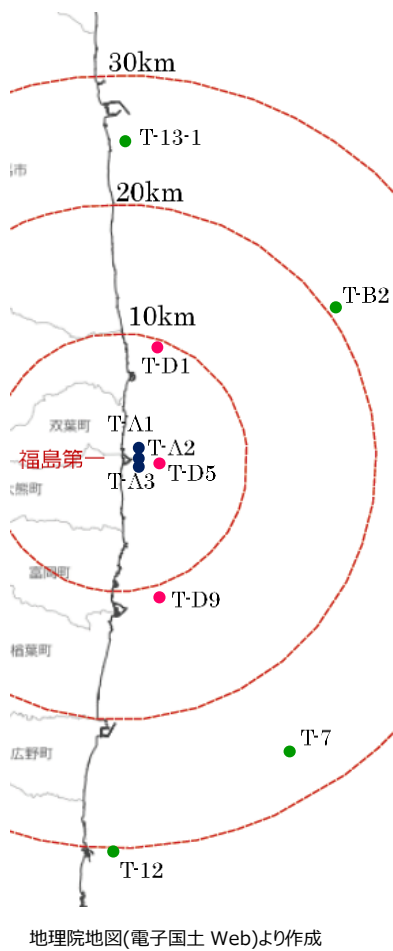 30km
T-13-1
市
20km
T-B2
10km
T-D1
T-A1
双葉町
T-A2
福島第一
T-D5
T-A3
大熊町
富岡町
T-D9
楢葉町
T-7
広野町
T-12
地理院地図(電子国土 Web)より作成